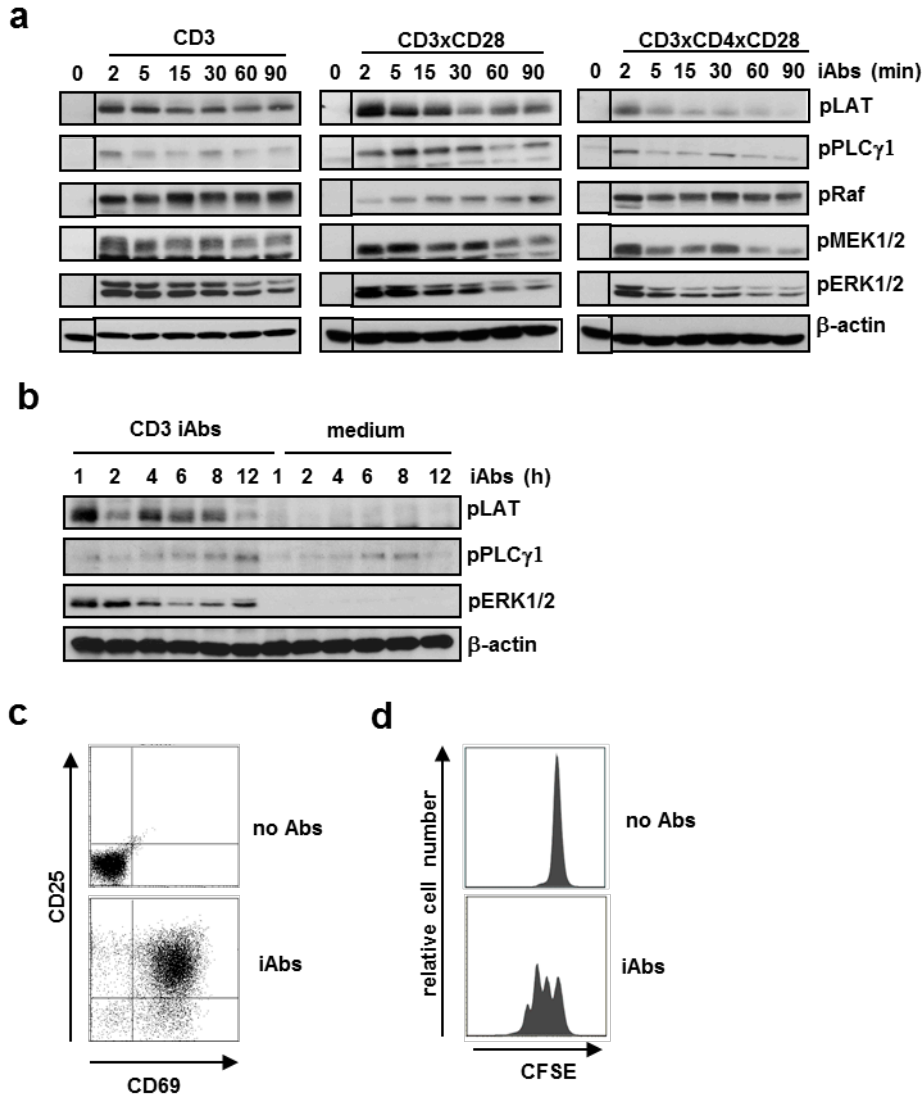 a
CD3 CD3xCD28 CD3xCD4xCD28
0 2 5 15 30 60 90 0 2 5 15 30 60 90 0 2 5 15 30 60 90 iAbs (min)
pLAT
pPLCγ1
pRaf
pMEK1/2
pERK1/2
β-actin
b
CD3 iAbs medium
1 2 4 6 8 12 1 2 4 6 8 12 iAbs (h)
pLAT
pPLCγ1
pERK1/2
β-actin
c
CD25
no Abs
iAbs
CD69
d
relative cell number
no Abs
iAbs
CFSE